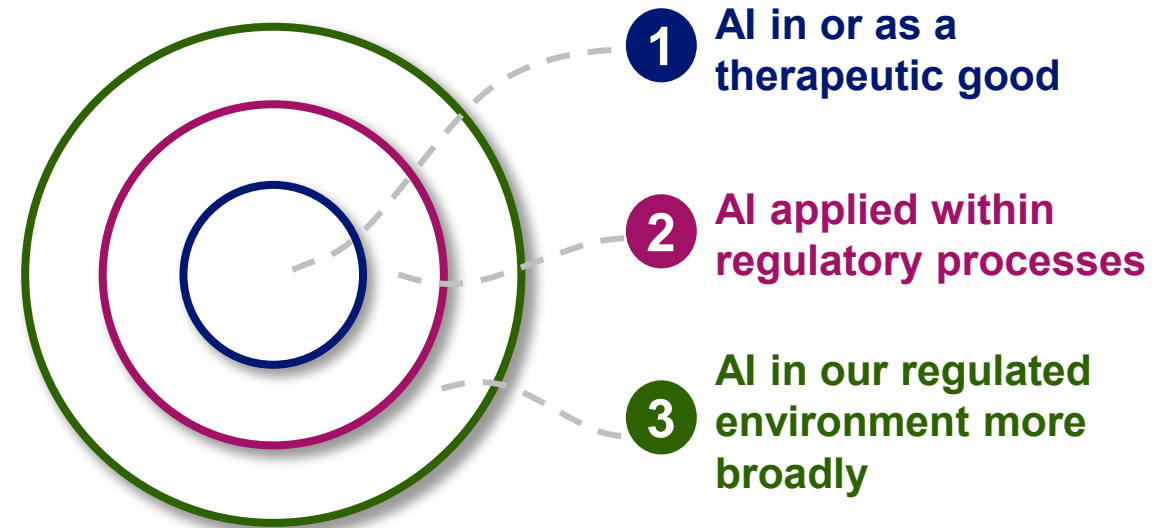 1
AI in or as a
therapeutic good
2
AI applied within
regulatory processes
3
AI in our regulated
environment more
broadly